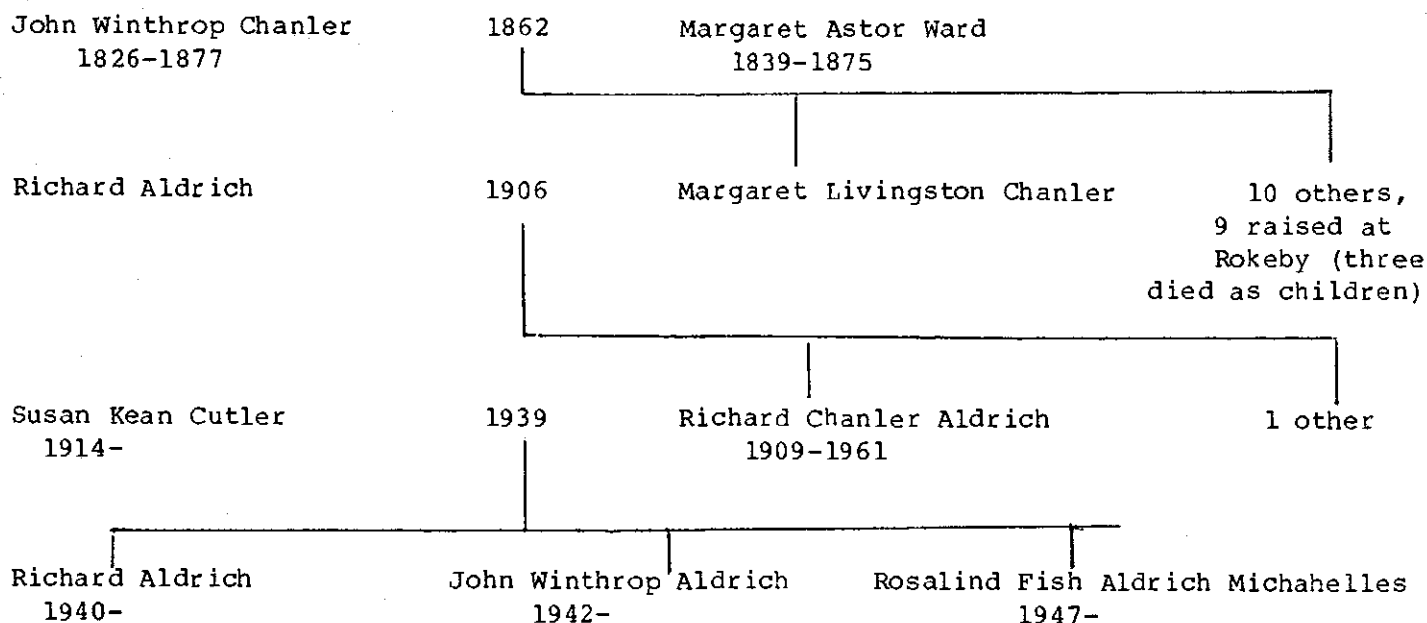 John Winthrop Chanler 1862 Margaret Astor Ward
1826-1877 1839-1875
Richard Aldrich 1906 Margaret Livingston Chanler 10 others,
9 raised at
Rokeby (three
died as children)
Susan Kean Cutler 1939 Richard Chanler Aldrich 1 other
1914- 1909-1961
Richard Aldrich John Winthrop Aldrich Rosalind Fish Aldrich Michahelles
1940- 1942- 1947-